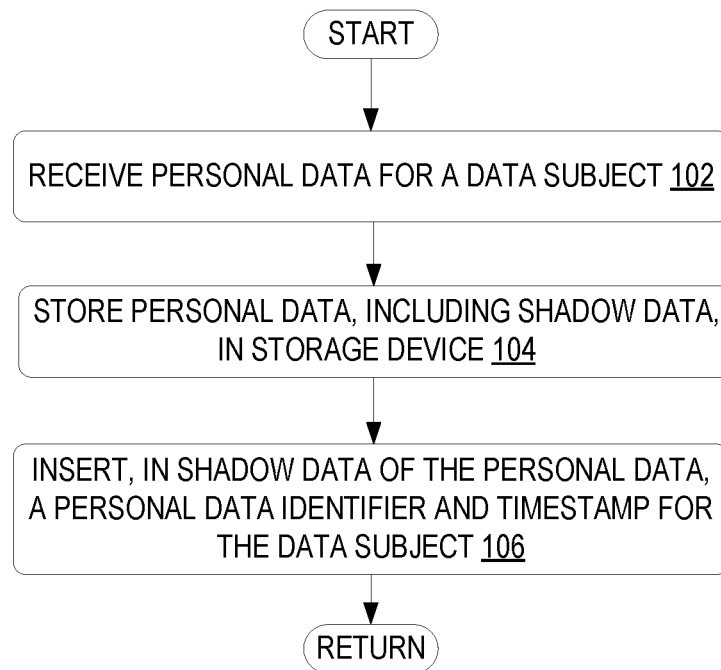 START
RECEIVE PERSONAL DATA FOR A DATA SUBJECT 102
STORE PERSONAL DATA, INCLUDING SHADOW DATA,
IN STORAGE DEVICE 104
INSERT, IN SHADOW DATA OF THE PERSONAL DATA,
A PERSONAL DATA IDENTIFIER AND TIMESTAMP FOR
THE DATA SUBJECT 106
RETURN